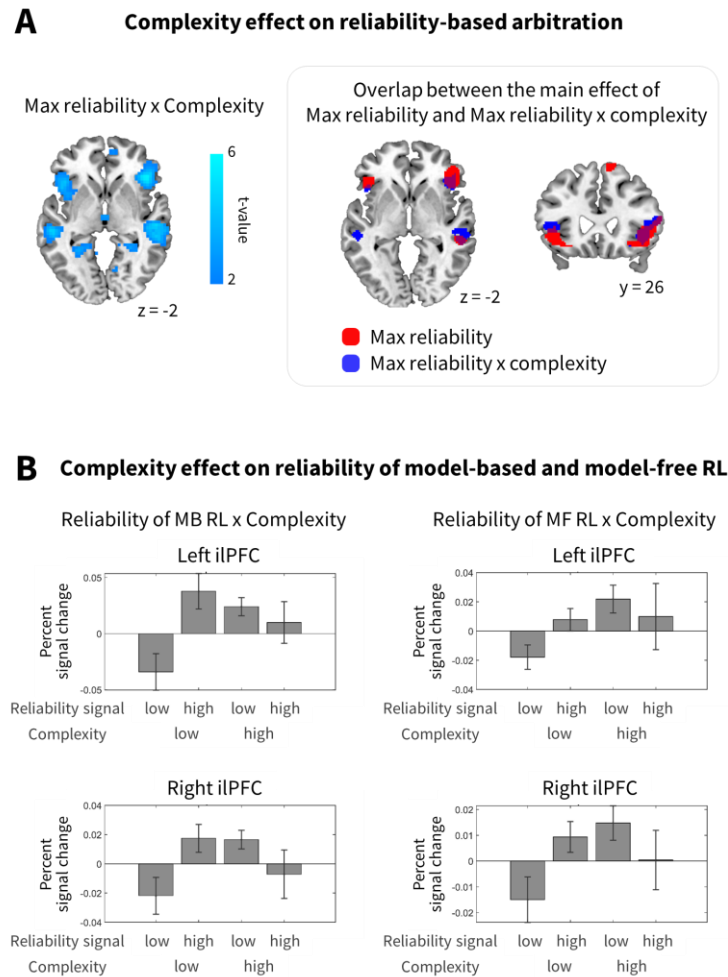 A Complexity effect on reliability-based arbitration
Max reliability x Complexity
6
t-value
2
z = -2
Overlap between the main effect of
Max reliability and Max reliability x complexity
z = -2
y = 26
Max reliability
Max reliability x complexity
B Complexity effect on reliability of model-based and model-free RL
Reliability of MB RL x Complexity
Left ilPFC
Percent
signal change
0.05
0
-0.05
Reliability signal low high low high
Complexity low high
Reliability of MF RL x Complexity
Left ilPFC
Percent
signal change
0.04
0.02
0
-0.02
-0.04
Reliability signal low high low high
Complexity low high
Right ilPFC
Percent
signal change
0.04
0.02
0
-0.02
-0.04
Reliability signal low high low high
Complexity low high
Right ilPFC
Percent
signal change
0.02
0.01
0
-0.01
-0.02
Reliability signal low high low high
Complexity low high